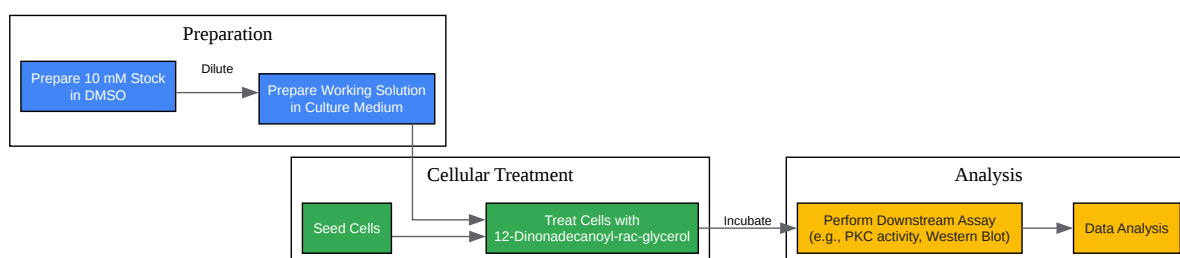 Preparation
Prepare 10 mM Stock
in DMSO
Dilute
Prepare Working Solution
in Culture Medium
Cellular Treatment
Seed Cells
Treat Cells with
12-Dinonadecanoyl-rac-glycerol
Incubate
Analysis
Perform Downstream Assay
(e.g., PKC activity, Western Blot)
Data Analysis